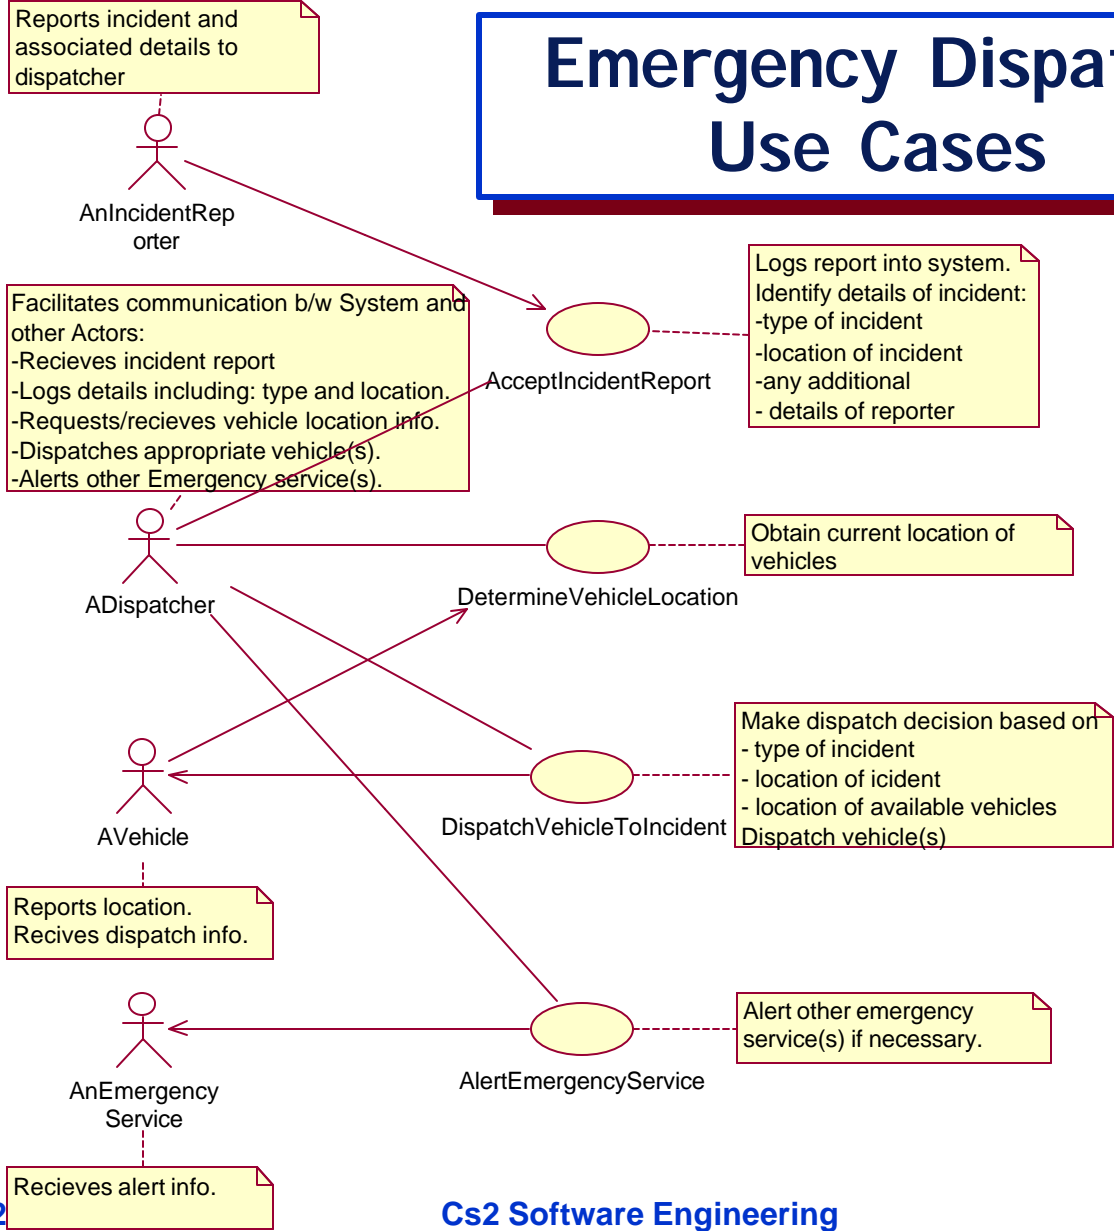 Reports incident and
associated details to
dispatcher
Emergency Dispat
Use Cases
AnIncidentRep
orter
Logs report into system.
Identify details of incident:
-type of incident
-location of incident
-any additional
- details of reporter
Facilitates communication b/w System and
other Actors:
-Recieves incident report
-Logs details including: type and location.
-Requests/recieves vehicle location info.
-Dispatches appropriate vehicle(s).
-Alerts other Emergency service(s).
AcceptIncidentReport
ADispatcher
Obtain current location of
vehicles
DetermineVehicleLocation
Make dispatch decision based on
- type of incident
- location of icident
- location of available vehicles
Dispatch vehicle(s)
AVehicle
DispatchVehicleToIncident
Reports location.
Recives dispatch info.
Alert other emergency
service(s) if necessary.
AnEmergency
Service
AlertEmergencyService
Recieves alert info.
2
Cs2 Software Engineering